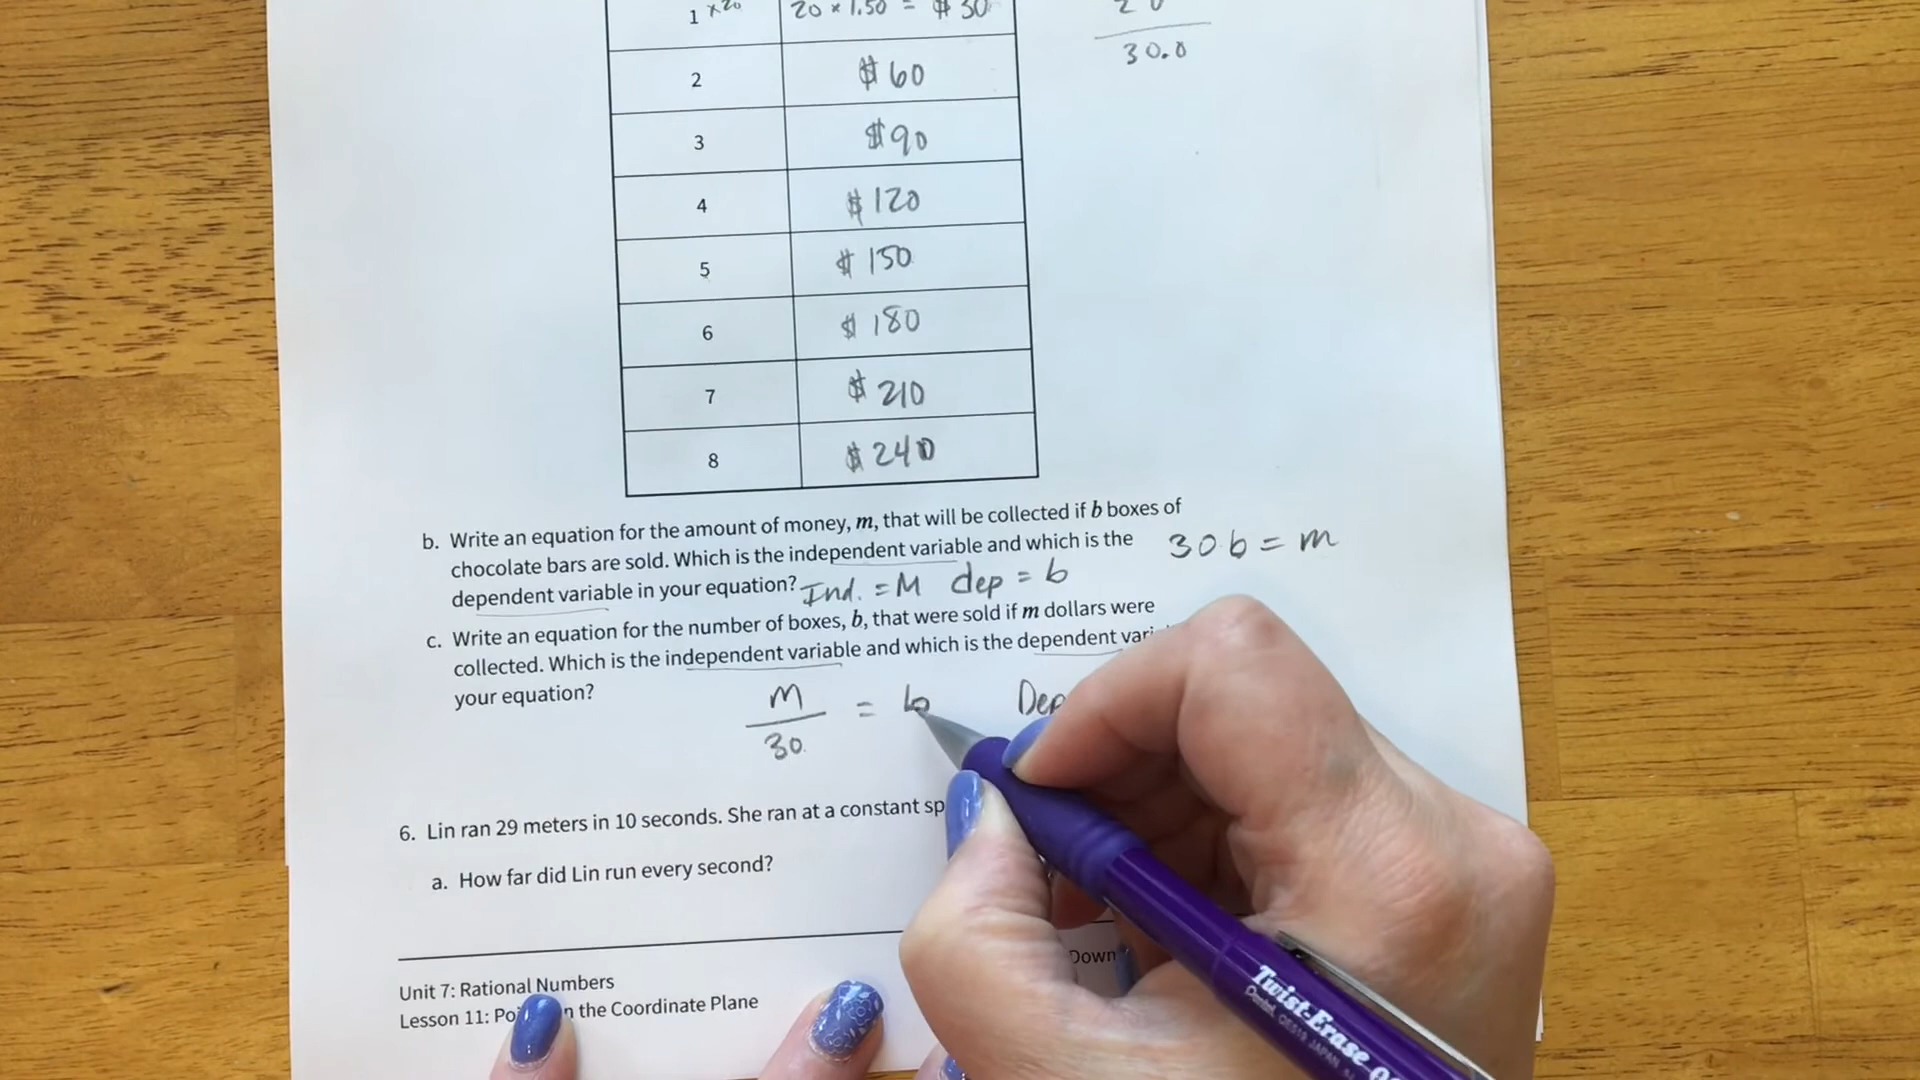 1 ×20 20 × 1.50 = $30
20
30.0
2 $60
3 $90
4 $120
5 $150
6 $180
7 $210
8 $240
b. Write an equation for the amount of money, m, that will be collected if b boxes of
chocolate bars are sold. Which is the independent variable and which is the
dependent variable in your equation? Ind. = M dep = b
30b = m
c. Write an equation for the number of boxes, b, that were sold if m dollars were
collected. Which is the independent variable and which is the dependent
your equation?
M
= b Dep
30
6. Lin ran 29 meters in 10 seconds. She ran at a constant
a. How far did Lin run every second?
Down
Unit 7: Rational Numbers
Lesson 11: the Coordinate Plane
Twist-Erase
Pentel QE519 JAPAN